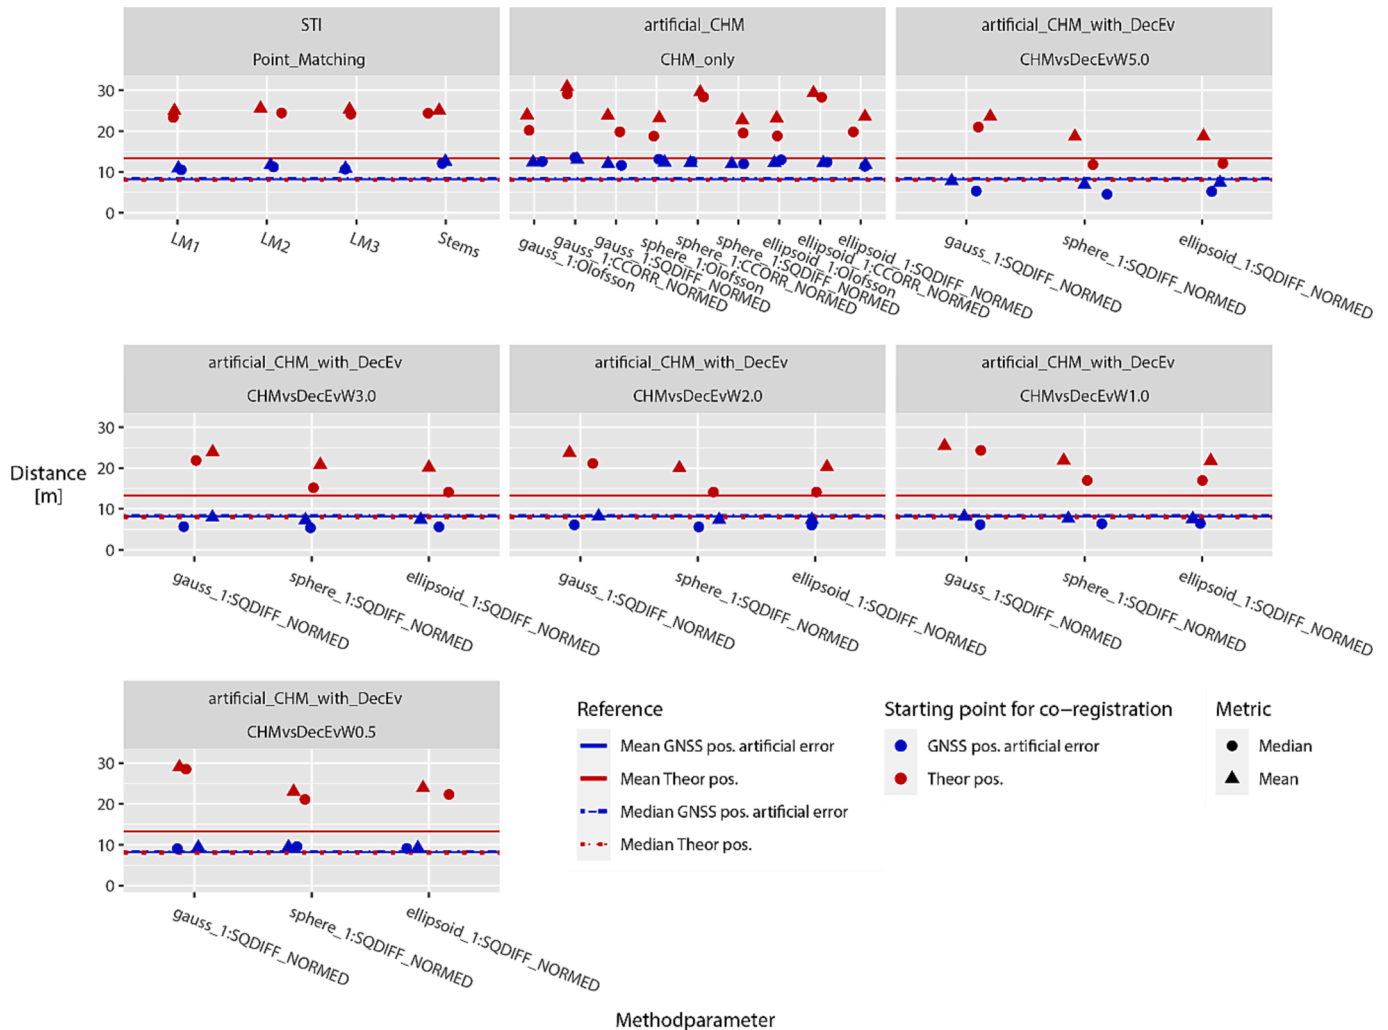 STI
Point_Matching
30
20
10
0
LM1
LM2
LM3
Stems
artificial_CHM
CHM_only
gauss_1:Olofsson
gauss_1:CCORR_NORMED
gauss_1:SQDIFF_NORMED
sphere_1:Olofsson
sphere_1:CCORR_NORMED
sphere_1:SQDIFF_NORMED
ellipsoid_1:Olofsson
ellipsoid_1:CCORR_NORMED
ellipsoid_1:SQDIFF_NORMED
artificial_CHM_with_DecEv
CHMvsDecEvW5.0
gauss_1:SQDIFF_NORMED
sphere_1:SQDIFF_NORMED
ellipsoid_1:SQDIFF_NORMED
Distance
[m]
artificial_CHM_with_DecEv
CHMvsDecEvW3.0
30
20
10
0
gauss_1:SQDIFF_NORMED
sphere_1:SQDIFF_NORMED
ellipsoid_1:SQDIFF_NORMED
artificial_CHM_with_DecEv
CHMvsDecEvW2.0
gauss_1:SQDIFF_NORMED
sphere_1:SQDIFF_NORMED
ellipsoid_1:SQDIFF_NORMED
artificial_CHM_with_DecEv
CHMvsDecEvW1.0
gauss_1:SQDIFF_NORMED
sphere_1:SQDIFF_NORMED
ellipsoid_1:SQDIFF_NORMED
artificial_CHM_with_DecEv
CHMvsDecEvW0.5
30
20
10
0
gauss_1:SQDIFF_NORMED
sphere_1:SQDIFF_NORMED
ellipsoid_1:SQDIFF_NORMED
Reference
Mean GNSS pos. artificial error
Mean Theor pos.
Median GNSS pos. artificial error
Median Theor pos.
Starting point for co−registration
GNSS pos. artificial error
Theor pos.
Metric
Median
Mean
Methodparameter